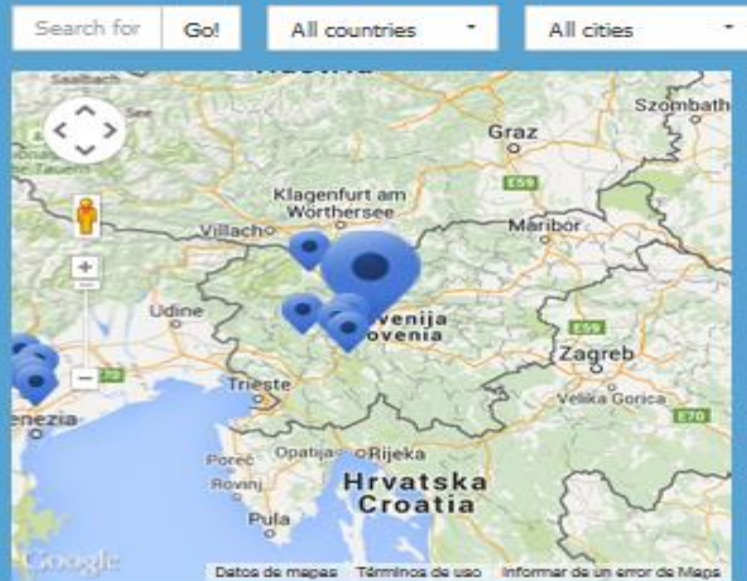 Search for Go! All countries All cities
Saalbach
See
Szombath
Graz
E59
Klagenfurt am
Wörthersee
Villach
Maribor
Udine
venija
ovenia
E59
Zagreb
Trieste
Velika Gorica
E70
enezia
Opatija Rijeka
Poreč
Rovinj
Hrvatska
Croatia
Pula
Google
Datos de mapas Términos de uso Informar de un error de Maps